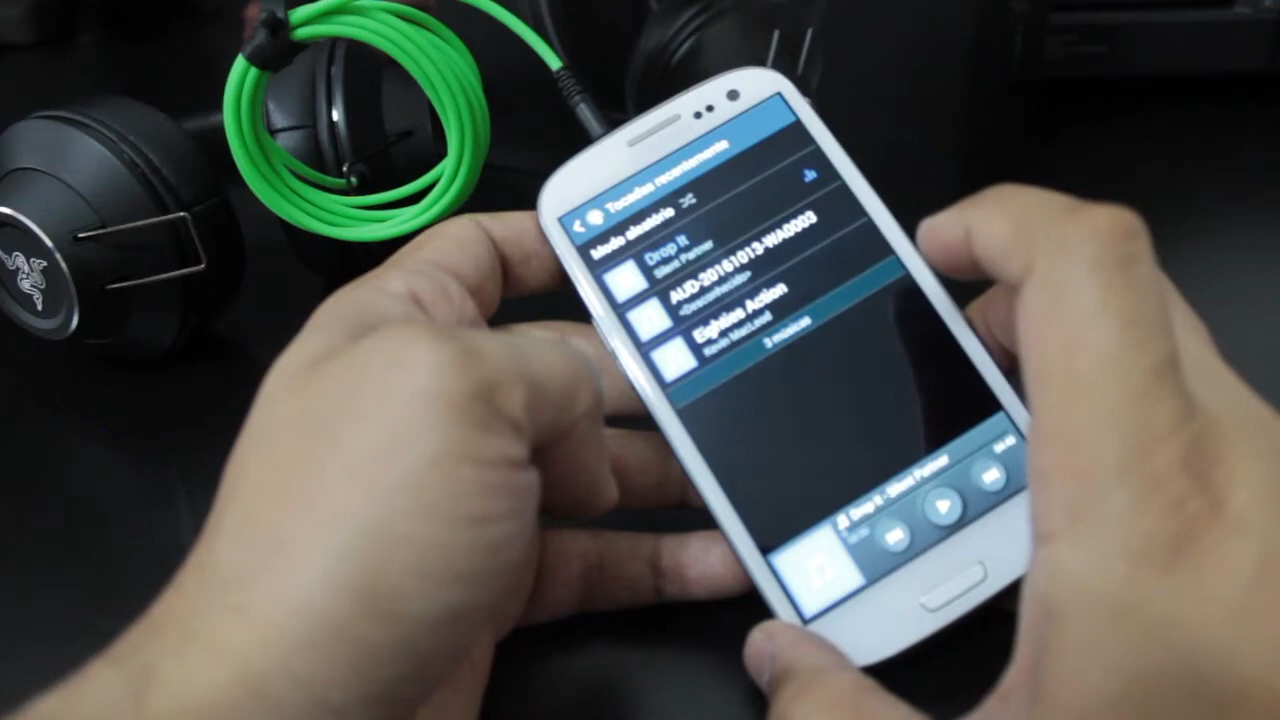 Tocadas recentemente
Modo aleatório
Drop It
Silent Partner
AUD-20161013-WA0003
<Desconhecido>
Eighties Action
Kevin MacLeod
3 músicas
Drop It - Silent Partner